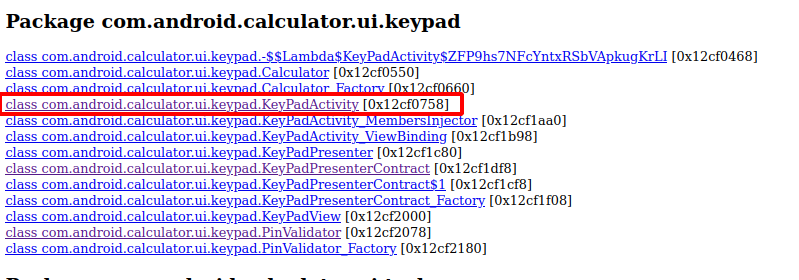 Package com.android.calculator.ui.keypad
class com.android.calculator.ui.keypad.-$$Lambda$KeyPadActivity$ZFP9hs7NFcYntxRSbVApkugKrLI [0x12cf0468]
class com.android.calculator.ui.keypad.Calculator [0x12cf0550]
class com.android.calculator.ui.keypad.Calculator_Factory [0x12cf0660]
class com.android.calculator.ui.keypad.KeyPadActivity [0x12cf0758]
class com.android.calculator.ui.keypad.KeyPadActivity_MembersInjector [0x12cf1aa0]
class com.android.calculator.ui.keypad.KeyPadActivity_ViewBinding [0x12cf1b98]
class com.android.calculator.ui.keypad.KeyPadPresenter [0x12cf1c80]
class com.android.calculator.ui.keypad.KeyPadPresenterContract [0x12cf1df8]
class com.android.calculator.ui.keypad.KeyPadPresenterContract$1 [0x12cf1cf8]
class com.android.calculator.ui.keypad.KeyPadPresenterContract_Factory [0x12cf1f08]
class com.android.calculator.ui.keypad.KeyPadView [0x12cf2000]
class com.android.calculator.ui.keypad.PinValidator [0x12cf2078]
class com.android.calculator.ui.keypad.PinValidator_Factory [0x12cf2180]